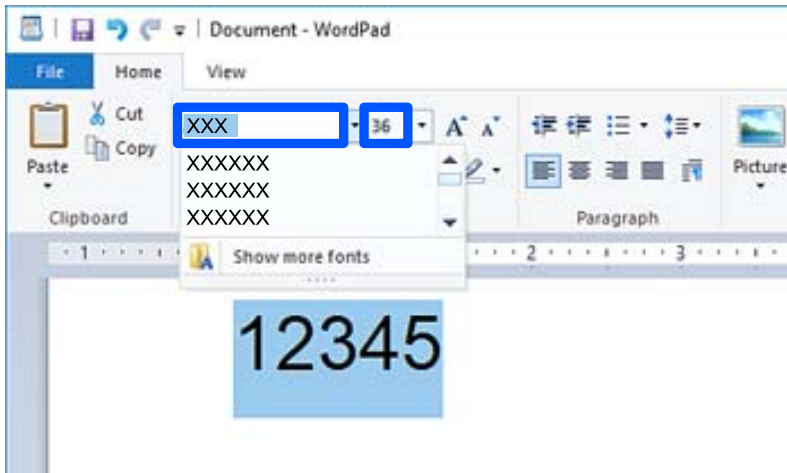 Document - WordPad
File Home View
Cut
Copy
Paste
Clipboard
XXX 36 A A
XXXXXX
XXXXXX
XXXXXX
Show more fonts
Paragraph
Picture
1 2 3
12345